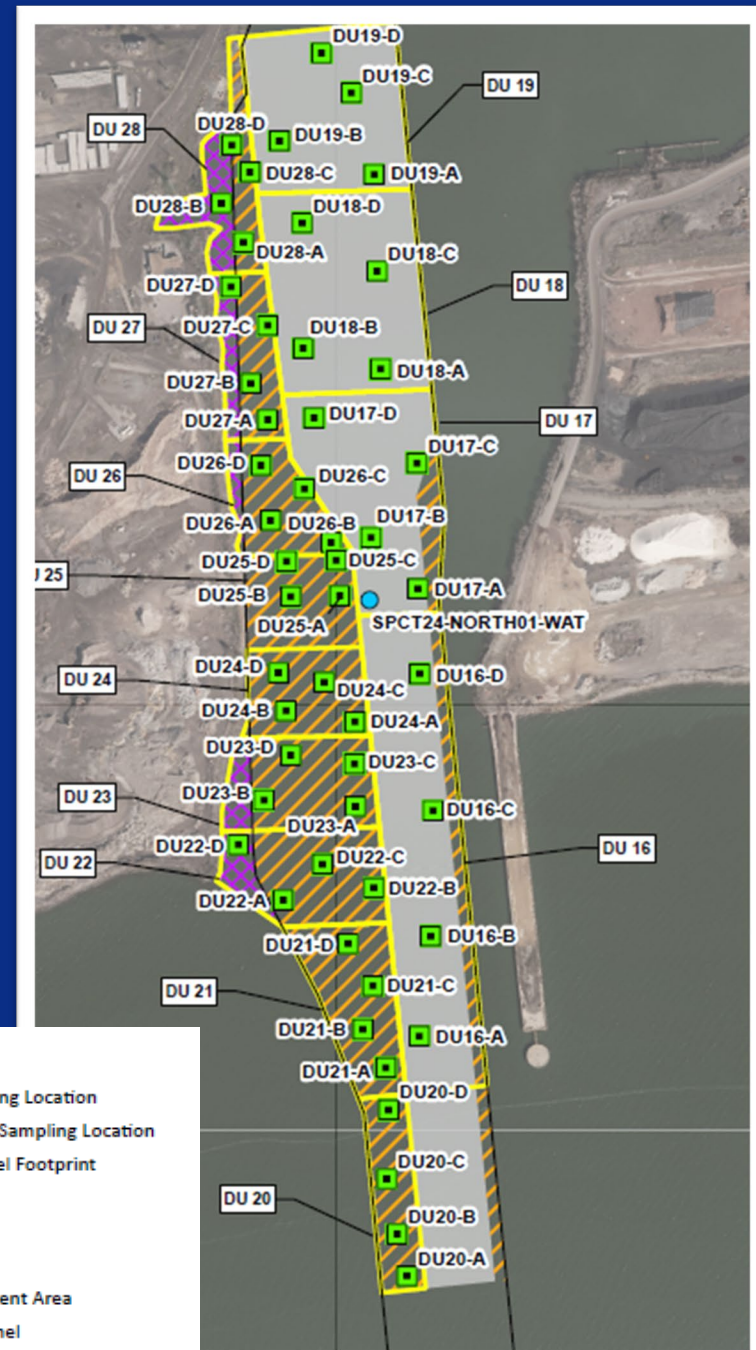 DU19-D
DU19-C
DU 19
DU 28
DU28-D
DU19-B
DU28-C
DU19-A
DU28-B
DU18-D
DU28-A
DU18-C
DU27-D
DU 18
DU 27
DU27-C
DU18-B
DU27-B
DU18-A
DU27-A
DU17-D
DU 17
DU26-D
DU17-C
DU 26
DU26-C
DU26-A
DU26-B
DU17-B
DU25-D
DU25-C
25
DU25-B
DU17-A
DU25-A
SPCT24-NORTH01-WAT
DU24-D
DU16-D
DU 24
DU24-C
DU24-B
DU24-A
DU23-D
DU23-C
DU 23
DU23-B
DU16-C
DU23-A
DU22-D
DU 16
DU 22
DU22-C
DU22-B
DU22-A
DU16-B
DU21-D
DU 21
DU21-C
DU21-B
DU16-A
DU21-A
DU20-D
DU20-C
DU 20
DU20-B
DU20-A
ng Location
Sampling Location
el Footprint
ent Area
nel